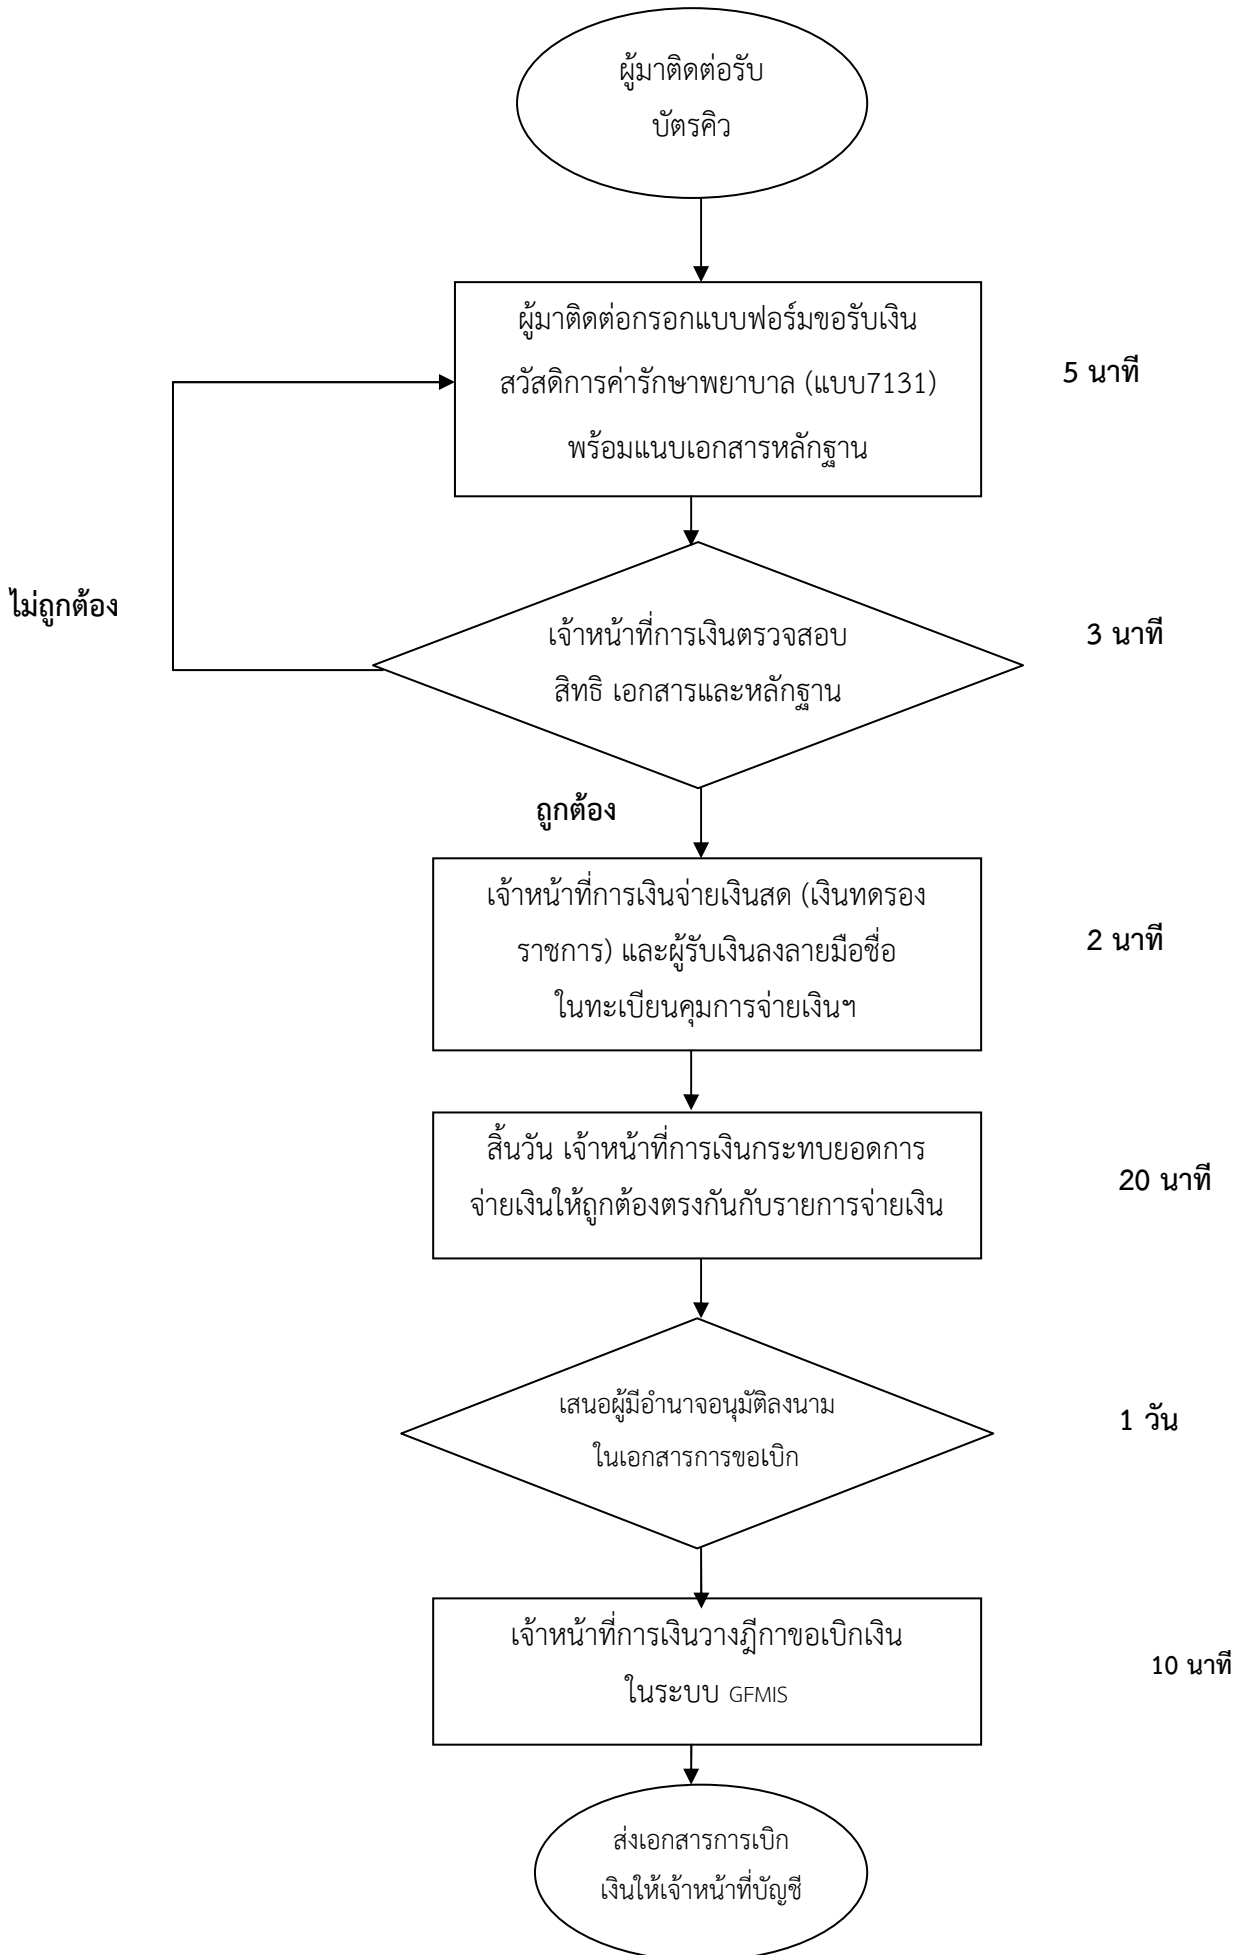 ผู้มาติดต่อรับ
บัตรคิว
ผู้มาติดต่อกรอกแบบฟอร์มขอรับเงิน
สวัสดิการค่ารักษาพยาบาล (แบบ7131)
พร้อมแนบเอกสารหลักฐาน
5 นาที
ไม่ถูกต้อง
เจ้าหน้าที่การเงินตรวจสอบ
สิทธิ เอกสารและหลักฐาน
3 นาที
ถูกต้อง
เจ้าหน้าที่การเงินจ่ายเงินสด (เงินทดรอง
ราชการ) และผู้รับเงินลงลายมือชื่อ
ในทะเบียนคุมการจ่ายเงินฯ
2 นาที
สิ้นวัน เจ้าหน้าที่การเงินกระทบยอดการ
จ่ายเงินให้ถูกต้องตรงกันกับรายการจ่ายเงิน
20 นาที
เสนอผู้มีอำนาจอนุมัติลงนาม
ในเอกสารการขอเบิก
1 วัน
เจ้าหน้าที่การเงินวางฎีกาขอเบิกเงิน
ในระบบ GFMIS
10 นาที
ส่งเอกสารการเบิก
เงินให้เจ้าหน้าที่บัญชี